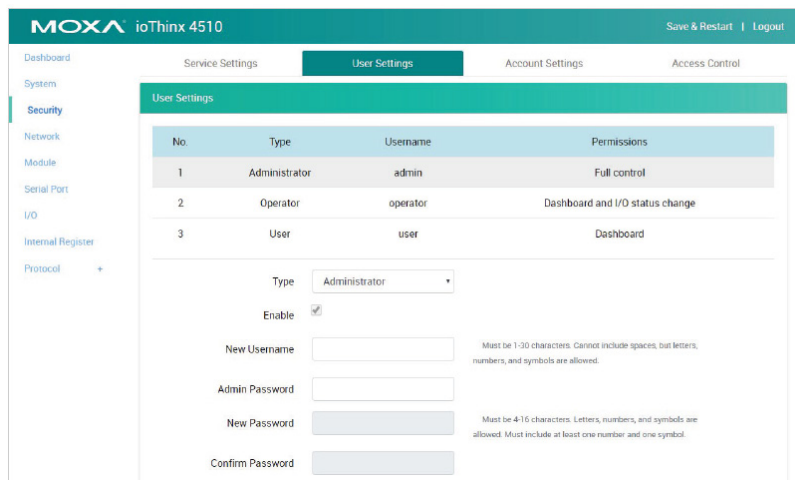 MOXA ioThinx 4510
Save & Restart | Logout
Dashboard
System
Security
Network
Module
Serial Port
I/O
Internal Register
Protocol +
Service Settings User Settings Account Settings Access Control
User Settings
No. Type Username Permissions
1 Administrator admin Full control
2 Operator operator Dashboard and I/O status change
3 User user Dashboard
Type Administrator
Enable
New Username
Must be 1-30 characters. Cannot include spaces, but letters,
numbers, and symbols are allowed.
Admin Password
New Password
Must be 4-16 characters. Letters, numbers, and symbols are
allowed. Must include at least one number and one symbol.
Confirm Password